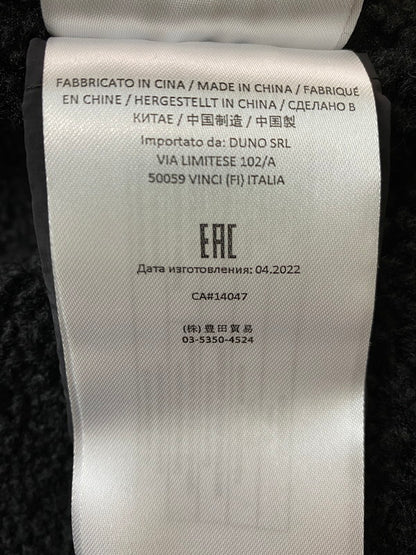 FABBRICATO IN CINA / MADE IN CHINA / FABRIQUÉ
EN CHINE / HERGESTELLT IN CHINA / СДЕЛАНО В
КИТАЕ / 中国制造 / 中国製
Importato da: DUNO SRL
VIA LIMITESE 102/A
50059 VINCI (FI) ITALIA
EAC
Дата изготовления: 04.2022
CA#14047
(株) 豊田貿易
03-5350-4524